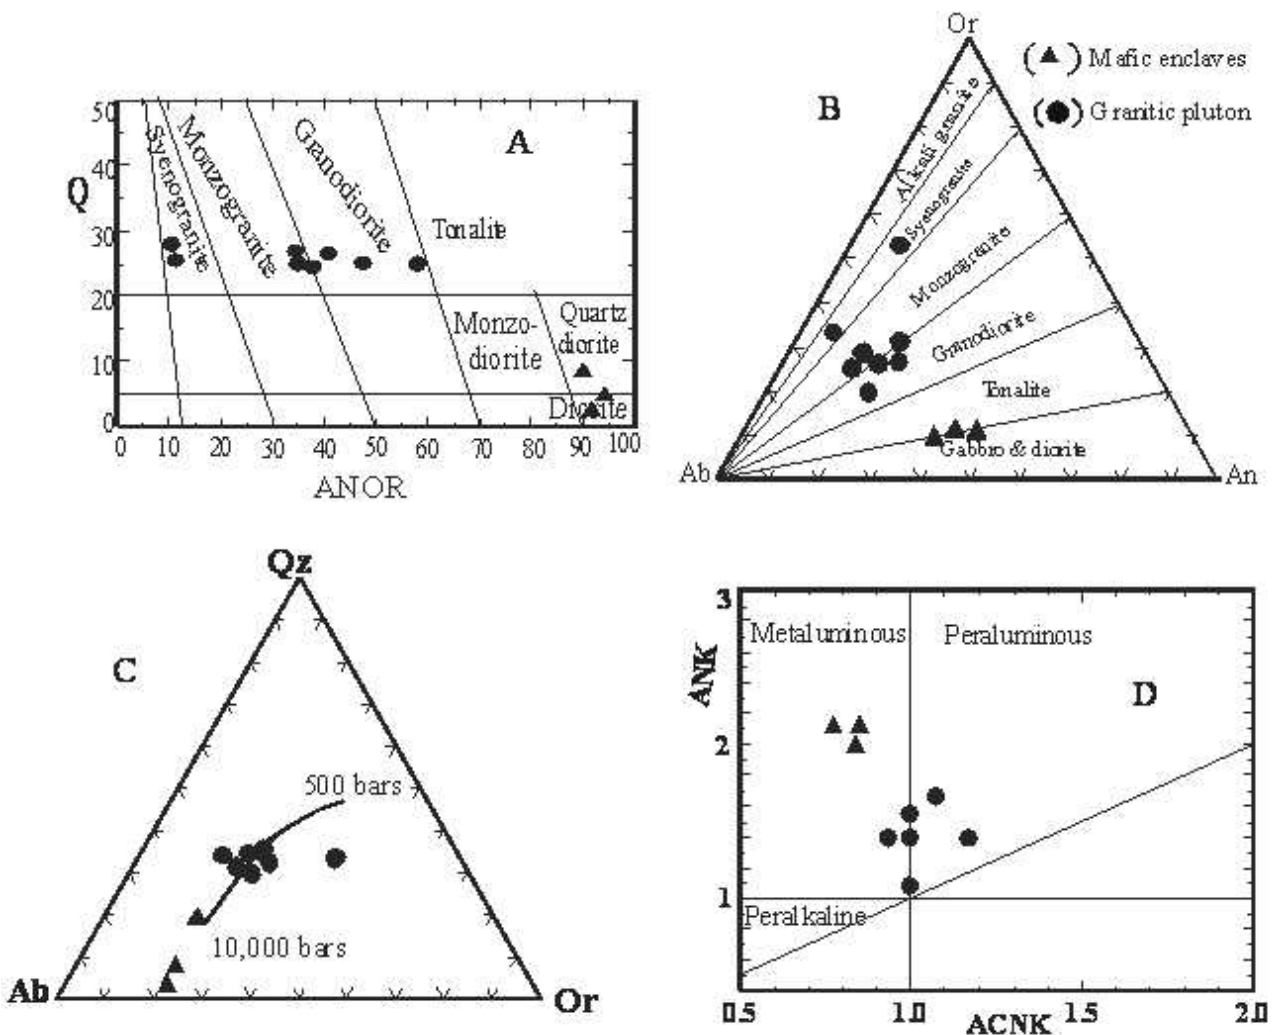 A
50
40
30
20
10
0
Q
Syenogranite
Monzogranite
Granodiorite
Tonalite
Monzo-
diorite
Quartz
diorite
Diorite
0 10 20 30 40 50 60 70 80 90 100
ANOR
B
Or
(▲) Mafic enclaves
(●) Granitic pluton
Alkali granite
Syenogranite
Monzogranite
Granodiorite
Tonalite
Gabbro & diorite
Ab
An
C
Qz
500 bars
10,000 bars
Ab
Or
D
3
2
1
ANK
Metaluminous
Peraluminous
Peralkaline
0.5 1.0 1.5 2.0
ACNK